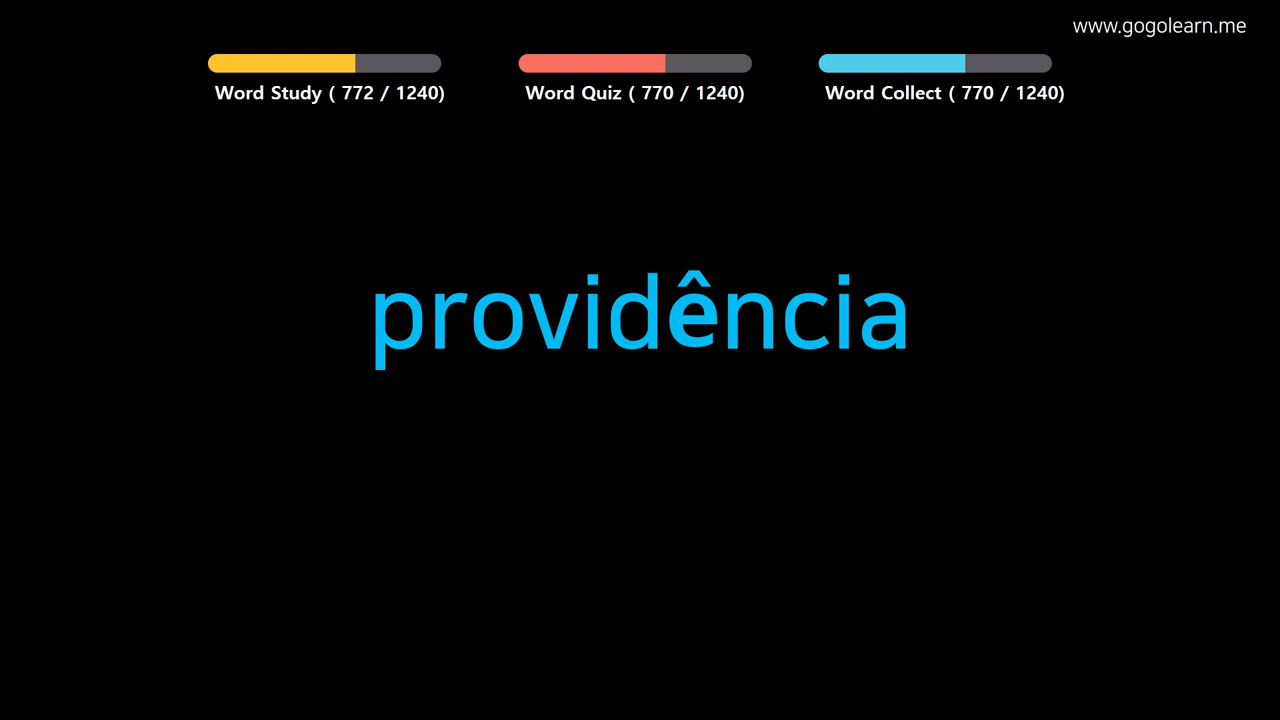 www.gogolearn.me
Word Study ( 772 / 1240)
Word Quiz ( 770 / 1240)
Word Collect ( 770 / 1240)
providência